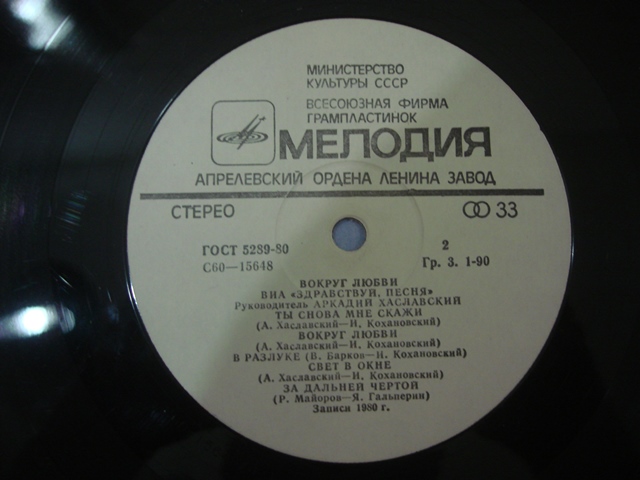 МИНИСТЕРСТВО
КУЛЬТУРЫ СССР
ВСЕСОЮЗНАЯ ФИРМА
ГРАМПЛАСТИНОК
МЕЛОДИЯ
АПРЕЛЕВСКИЙ ОРДЕНА ЛЕНИНА ЗАВОД
СТЕРЕО 33
ГОСТ 5289-80 2
С60—15648 Гр. 3. 1-90
ВОКРУГ ЛЮБВИ
ВИА «ЗДРАВСТВУЙ, ПЕСНЯ»
Руководитель АРКАДИЙ ХАСЛАВСКИЙ
ТЫ СНОВА МНЕ СКАЖИ
(А. Хаславский—И. Кохановский)
ВОКРУГ ЛЮБВИ
(А. Хаславский—И. Кохановский)
В РАЗЛУКЕ (В. Барков—И. Кохановский)
СВЕТ В ОКНЕ
(А. Хаславский—И. Кохановский)
ЗА ДАЛЬНЕЙ ЧЕРТОЙ
(Р. Майоров—Я. Гальперин)
Записи 1980 г.